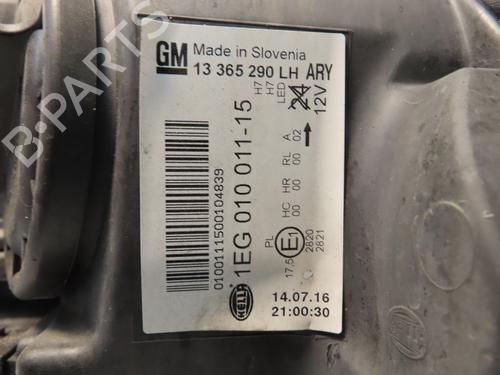 GM Made in Slovenia
13 365 290 LH ARY
H7 H7 LED 24 12V
1EG 010 011-15
0100111500104839
A 02
RL 00
HR 00
HC 00
PL
17.5 E1 2820 2821
HELLA
14.07.16
21:00:30
B-Parts